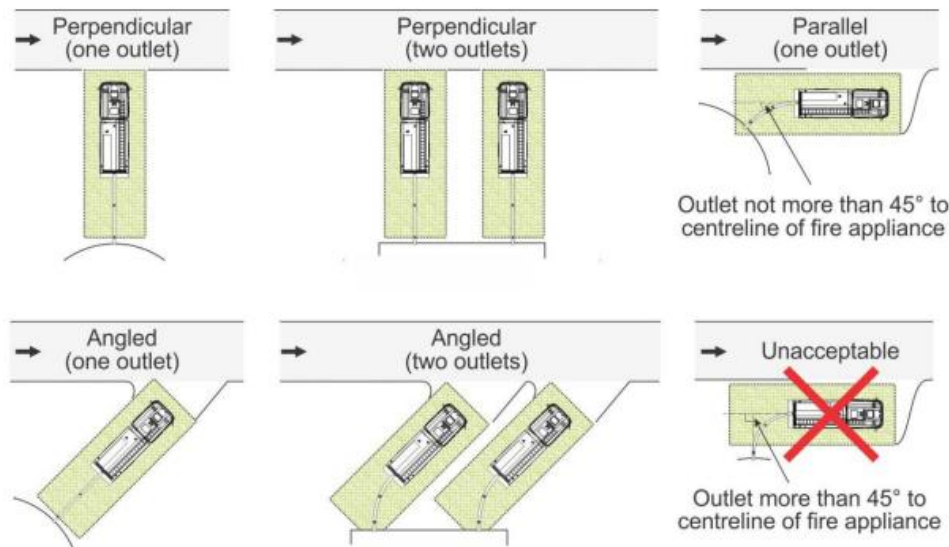 Perpendicular
(one outlet)
Perpendicular
(two outlets)
Parallel
(one outlet)
Outlet not more than 45° to
centreline of fire appliance
Angled
(one outlet)
Angled
(two outlets)
Unacceptable
Outlet more than 45° to
centreline of fire appliance